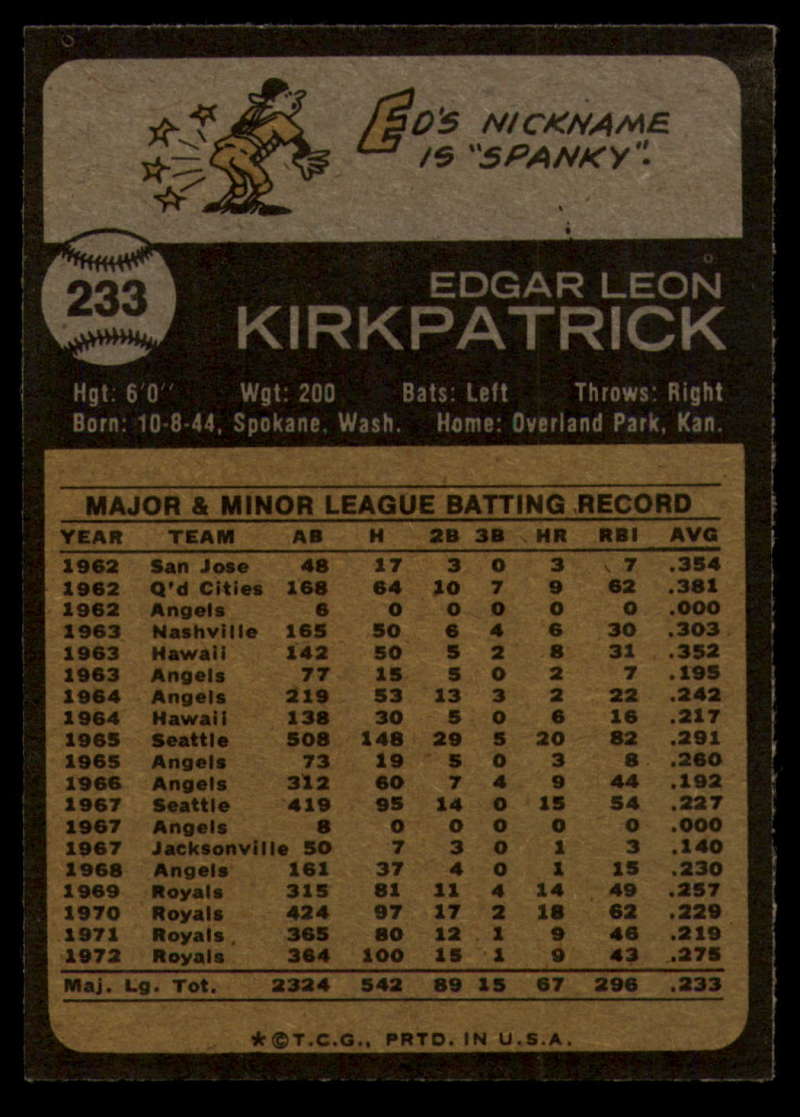 ED'S NICKNAME
IS "SPANKY".
233
EDGAR LEON
KIRKPATRICK
Hgt: 6'0" Wgt: 200 Bats: Left Throws: Right
Born: 10-8-44, Spokane, Wash. Home: Overland Park, Kan.
MAJOR & MINOR LEAGUE BATTING RECORD
YEAR TEAM AB H 2B 3B HR RBI AVG
1962 San Jose 48 17 3 0 3 7 .354
1962 Q'd Cities 168 64 10 7 9 62 .381
1962 Angels 6 0 0 0 0 0 .000
1963 Nashville 165 50 6 4 6 30 .303
1963 Hawaii 142 50 5 2 8 31 .352
1963 Angels 77 15 5 0 2 7 .195
1964 Angels 219 53 13 3 2 22 .242
1964 Hawaii 138 30 5 0 6 16 .217
1965 Seattle 508 148 29 5 20 82 .291
1965 Angels 73 19 5 0 3 8 .260
1966 Angels 312 60 7 4 9 44 .192
1967 Seattle 419 95 14 0 15 54 .227
1967 Angels 8 0 0 0 0 0 .000
1967 Jacksonville 50 7 3 0 1 3 .140
1968 Angels 161 37 4 0 1 15 .230
1969 Royals 315 81 11 4 14 49 .257
1970 Royals 424 97 17 2 18 62 .229
1971 Royals 365 80 12 1 9 46 .219
1972 Royals 364 100 15 1 9 43 .275
Maj. Lg. Tot. 2324 542 89 15 67 296 .233
*©T.C.G., PRTD. IN U.S.A.